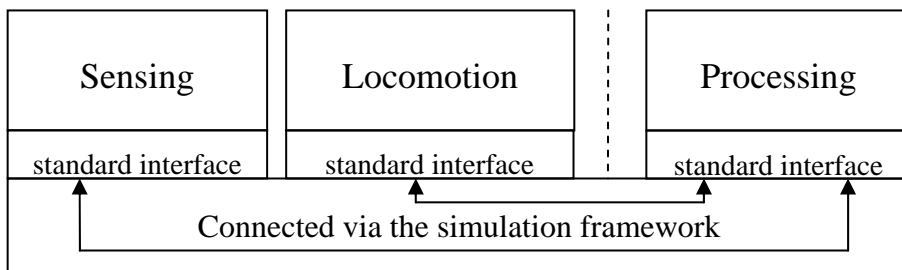 Sensing
Locomotion
Processing
standard interface
standard interface
standard interface
Connected via the simulation framework